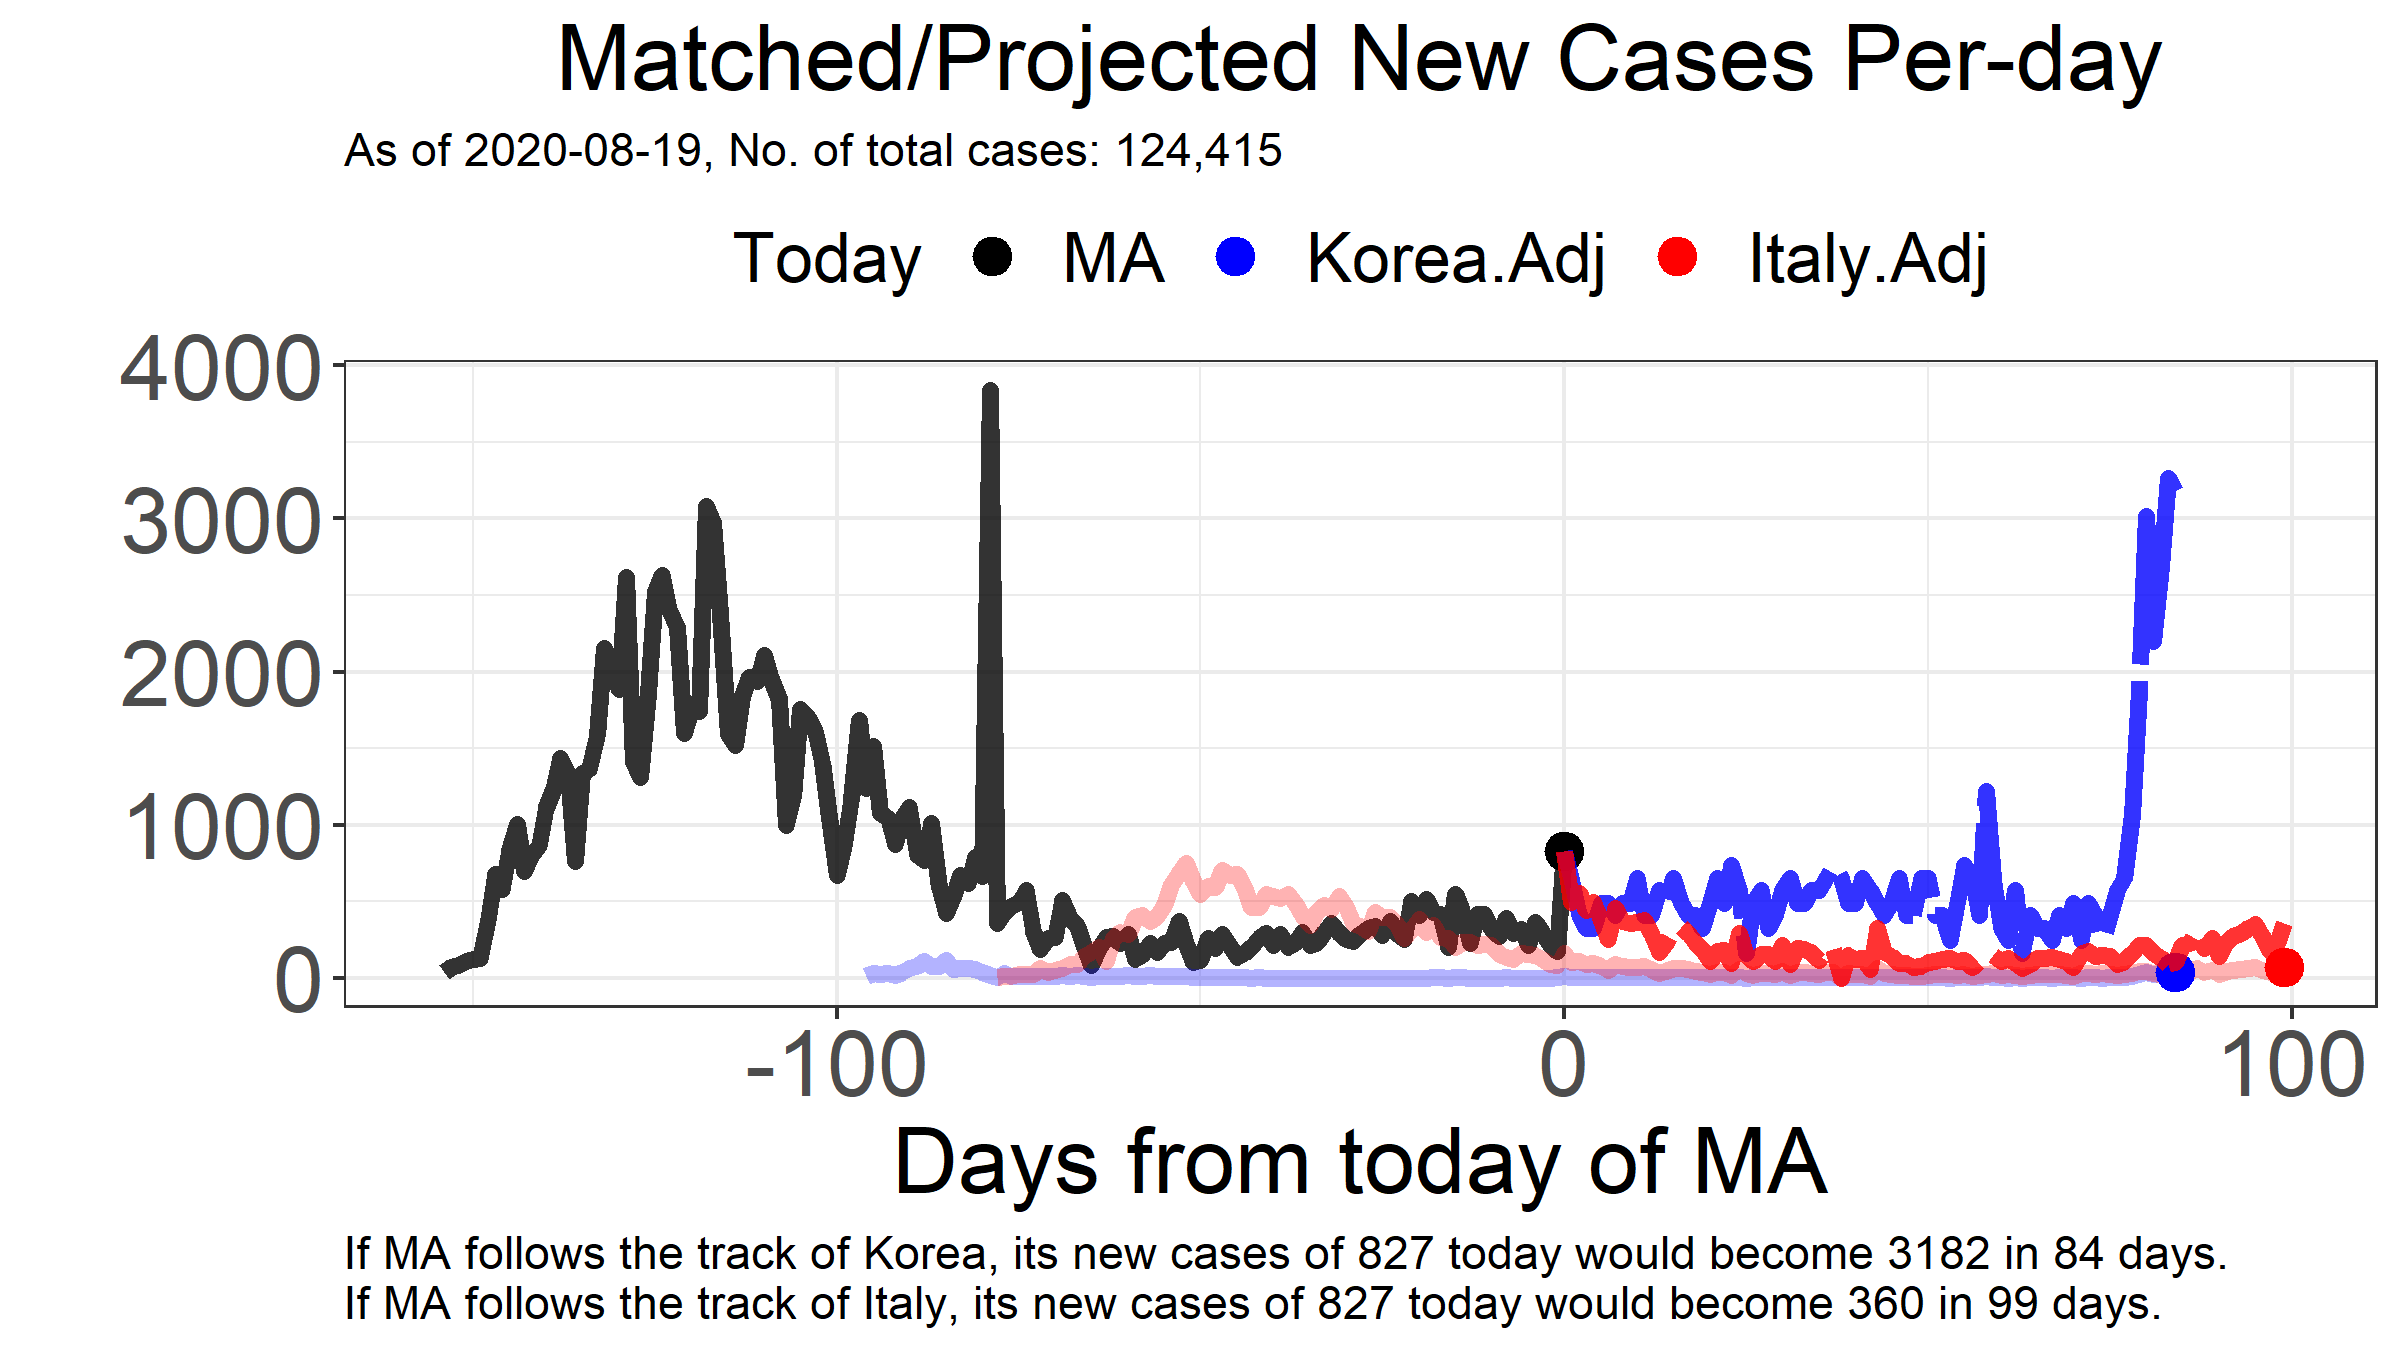 Matched/Projected New Cases Per-day
As of 2020-08-19, No. of total cases: 124,415
Today MA Korea.Adj Italy.Adj
4000
3000
2000
1000
0
-100 0 100
Days from today of MA
If MA follows the track of Korea, its new cases of 827 today would become 3182 in 84 days.
If MA follows the track of Italy, its new cases of 827 today would become 360 in 99 days.